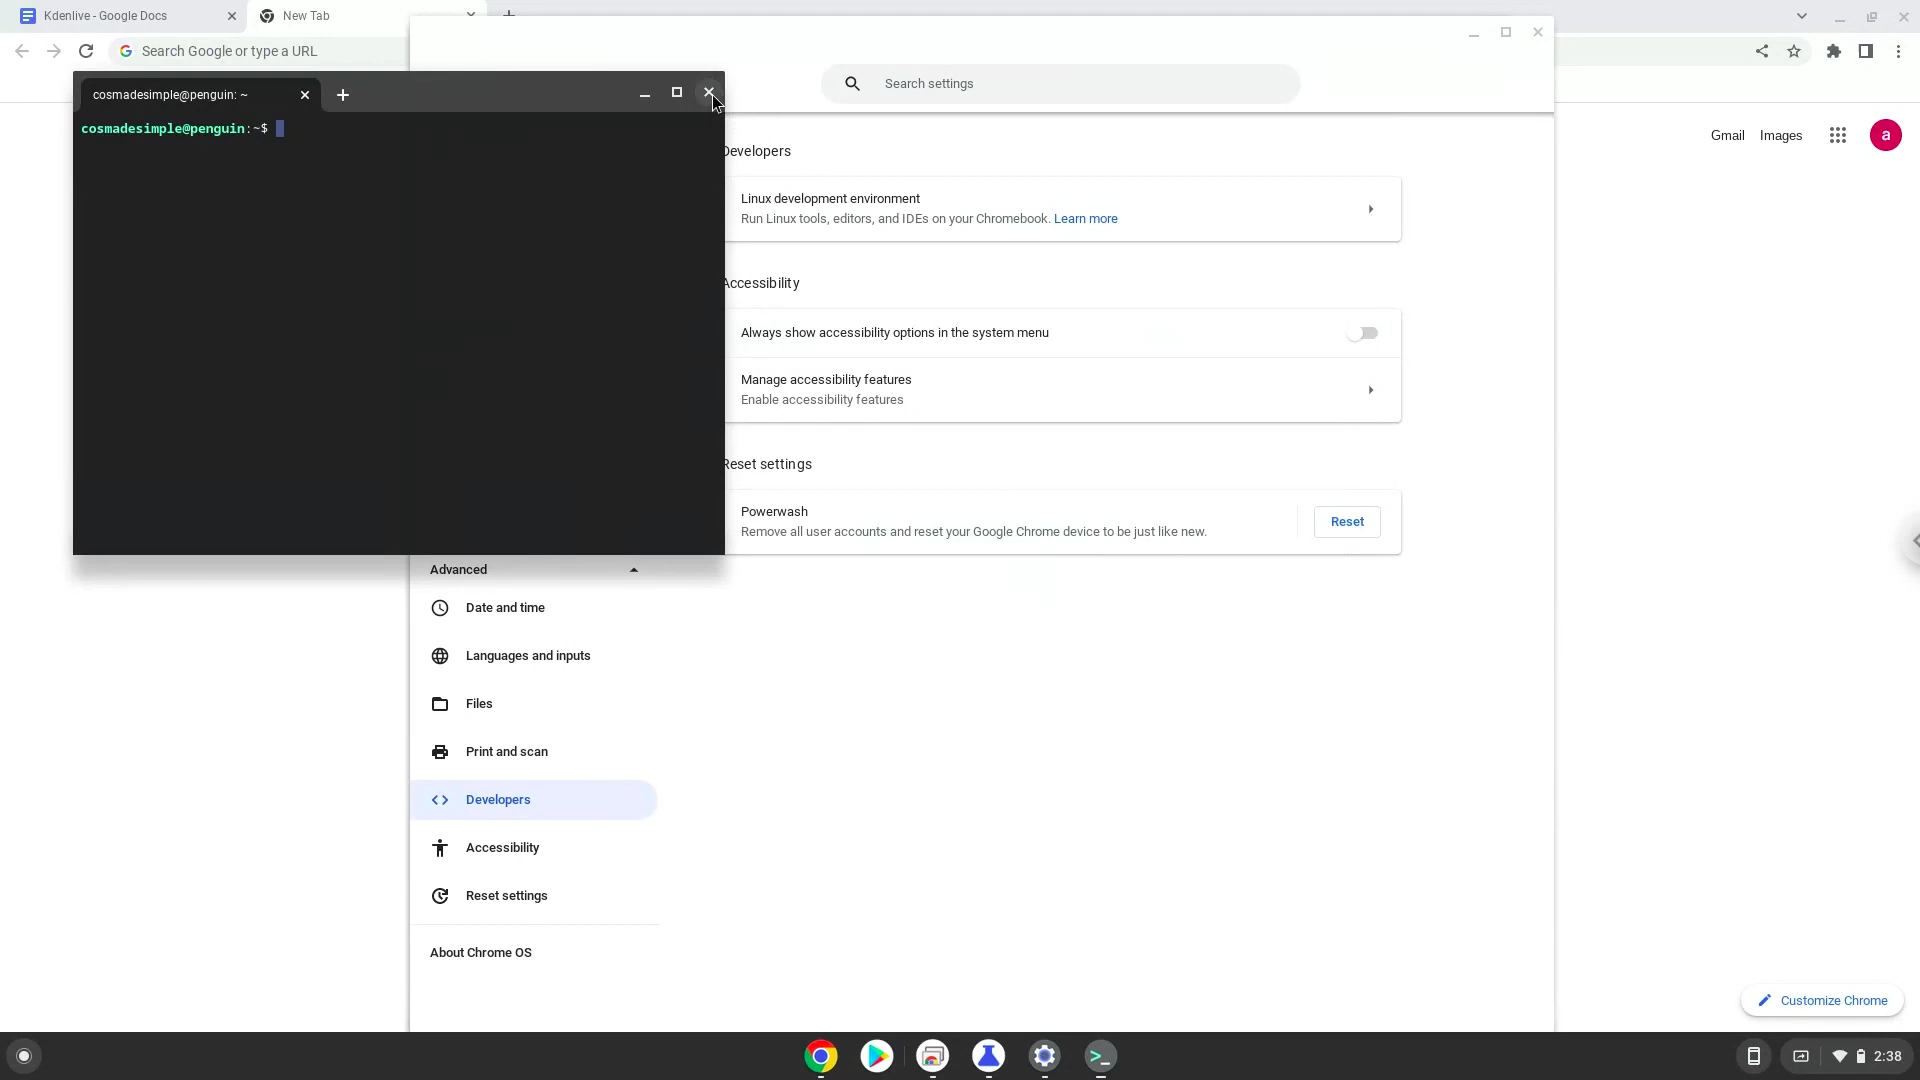 Kdenlive - Google Docs
New Tab
Search Google or type a URL
Search settings
cosmadesimple@penguin: ~
cosmadesimple@penguin:~$
Gmail
Images
a
Developers
Linux development environment
Run Linux tools, editors, and IDEs on your Chromebook. Learn more
Accessibility
Always show accessibility options in the system menu
Manage accessibility features
Enable accessibility features
Reset settings
Powerwash
Remove all user accounts and reset your Google Chrome device to be just like new.
Reset
Advanced
Date and time
Languages and inputs
Files
Print and scan
Developers
Accessibility
Reset settings
About Chrome OS
Customize Chrome
2:38